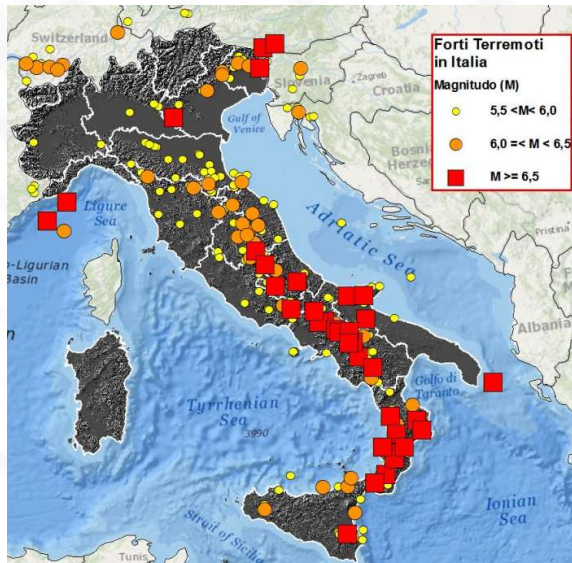 Switzerland
Forti Terremoti
in Italia
Magnitudo (M)
5,5 <M< 6,0
6,0 =< M < 6,5
M >= 6,5
Slovenia
Zagreb
Croatia
Gulf of
Venice
Bosni
Herzeg
Ligure
Sea
Adriatic Sea
Pristina
o-Ligurian
Basin
Albania
Golfo di
Taranto
Tyrrhenian
Sea
3990
Ionian
Sea
Strait of Sicilia
Tunis